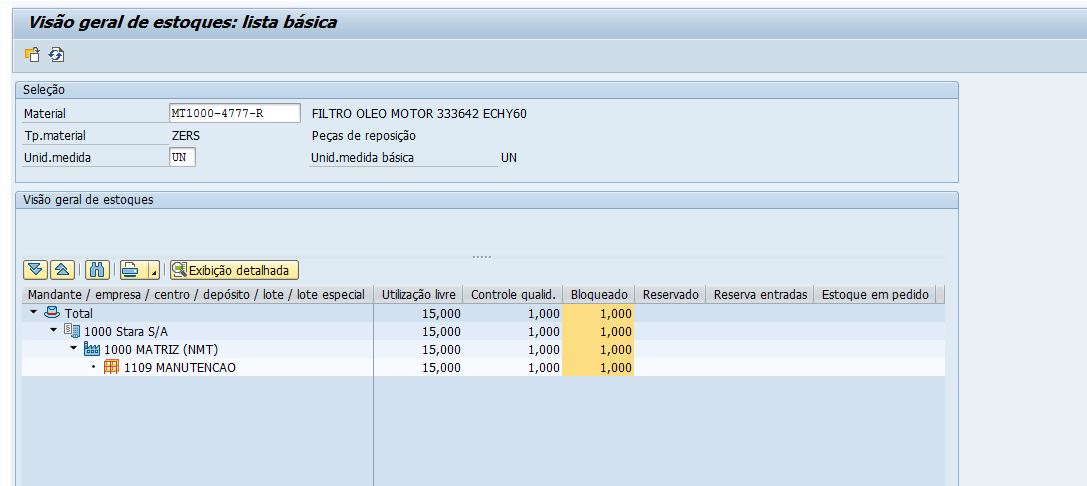 Visão geral de estoques: lista básica
Seleção
Material MT1000-4777-R FILTRO OLEO MOTOR 333642 ECHY60
Tp.material ZERS Peças de reposição
Unid.medida UN Unid.medida básica UN
Visão geral de estoques
Exibição detalhada
Mandante / empresa / centro / depósito / lote / lote especial Utilização livre Controle qualid. Bloqueado Reservado Reserva entradas Estoque em pedido
Total 15,000 1,000 1,000
1000 Stara S/A 15,000 1,000 1,000
1000 MATRIZ (NMT) 15,000 1,000 1,000
1109 MANUTENCAO 15,000 1,000 1,000